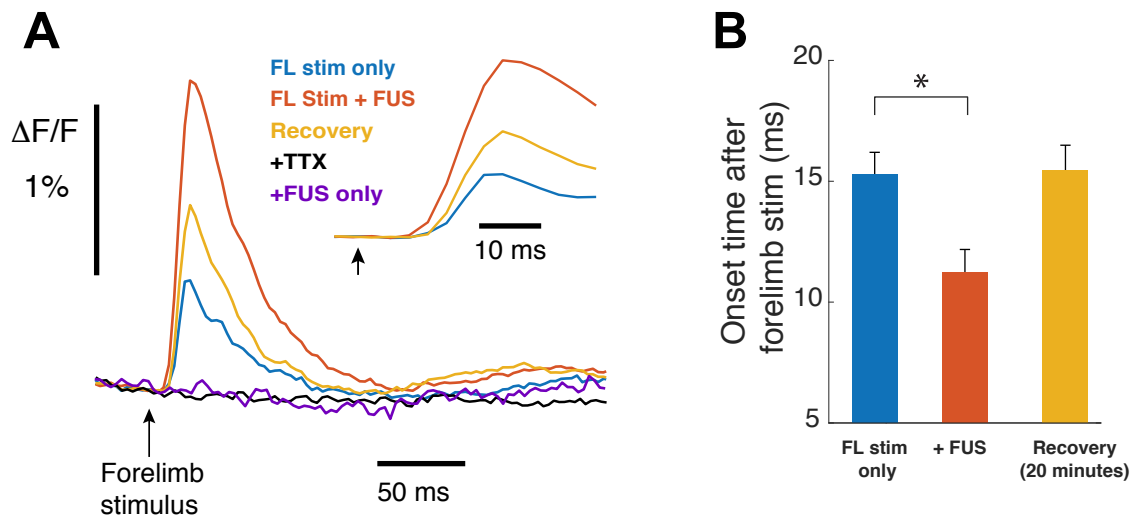 A
ΔF/F
1%
FL stim only
FL Stim + FUS
Recovery
+TTX
+FUS only
10 ms
Forelimb
stimulus
50 ms
B
Onset time after
forelimb stim (ms)
20
15
10
5
*
FL stim
only
+ FUS
Recovery
(20 minutes)